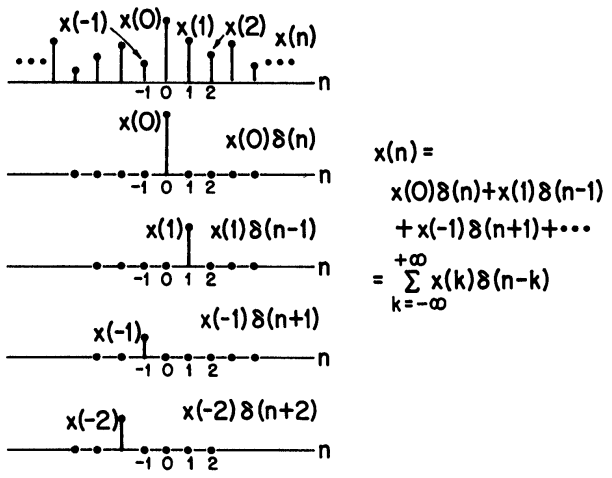 x(-1) x(0) x(1) x(2) x(n)
••• •••
-1 0 1 2 n
x(0) x(0)δ(n)
-1 0 1 2 n
x(1) x(1)δ(n-1)
-1 0 1 2 n
x(-1) x(-1)δ(n+1)
-1 0 1 2 n
x(-2) x(-2)δ(n+2)
-1 0 1 2 n
x(n) =
x(0)δ(n)+x(1)δ(n-1)
+x(-1)δ(n+1)+•••
= +∞ Σ k=-∞ x(k)δ(n-k)